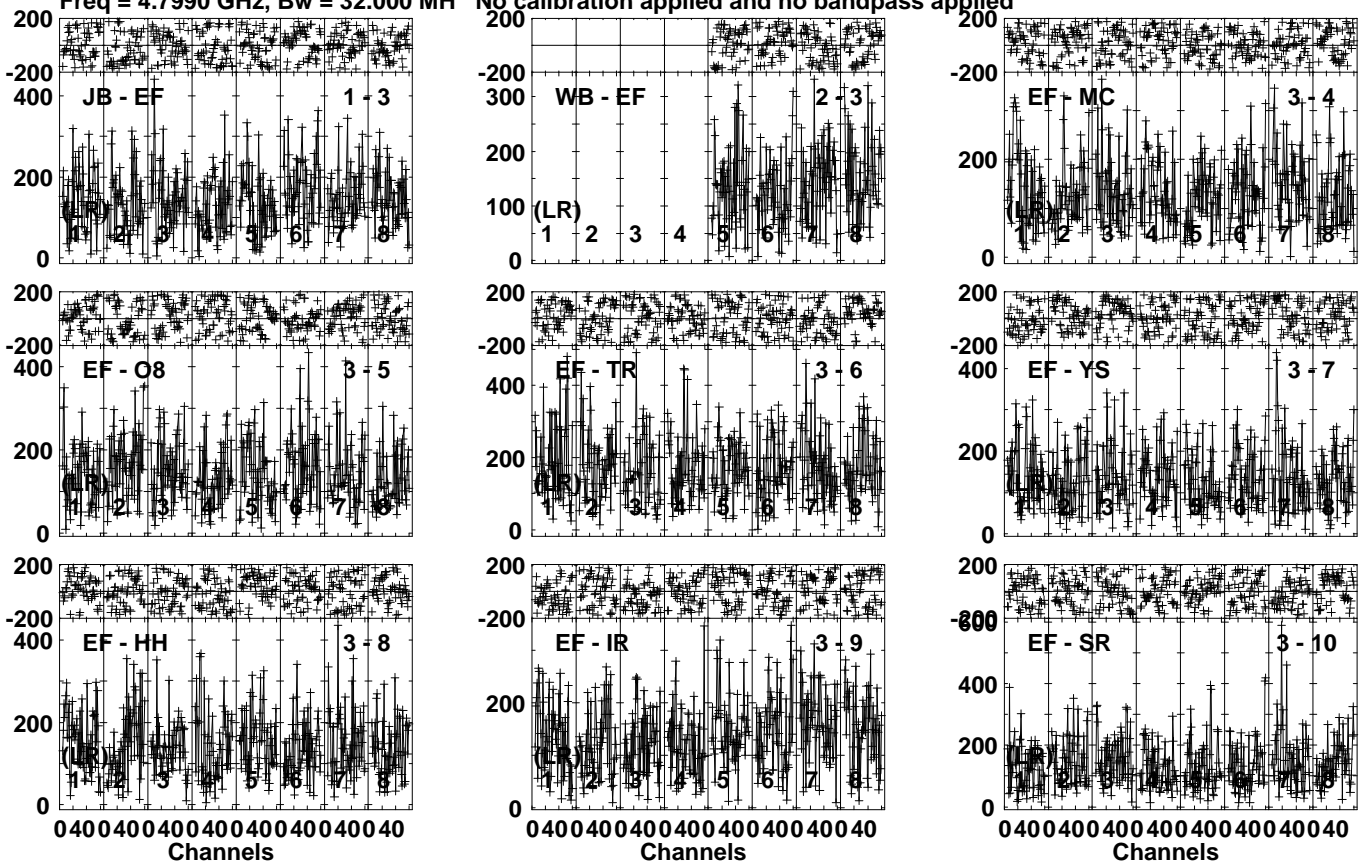 Freq = 4.7990 GHz, Bw = 32.000 MH No calibration applied and no bandpass applied
200 200 200
-200 -200 -200
JB - EF 1 - 3 WB - EF 2 - 3 EF - MC 3 - 4
400 300
200 200 200
100
(LR) (LR) (LR)
1 2 3 4 5 6 7 8 1 2 3 4 5 6 7 8 1 2 3 4 5 6 7 8
0 0 0
200 200 200
-200 -200 -200
EF - O8 3 - 5 EF - TR 3 - 6 EF - YS 3 - 7
400 400 400
200 200 200
(LR) (LR) (LR)
1 2 3 4 5 6 7 8 1 2 3 4 5 6 7 8 1 2 3 4 5 6 7 8
0 0 0
200 200 200
-200 -200 -200
600
EF - HH 3 - 8 EF - IR 3 - 9 EF - SR 3 - 10
400 400
200 200 200
(LR) (LR) (LR)
1 2 3 4 5 6 7 8 1 2 3 4 5 6 7 8 1 2 3 4 5 6 7 8
0 0 0
0 40 0 40 0 40 0 40 0 40 0 40 0 40 0 40 0 40 0 40 0 40 0 40 0 40 0 40 0 40 0 40 0 40 0 40 0 40 0 40 0 40 0 40 0 40 0 40
Channels Channels Channels